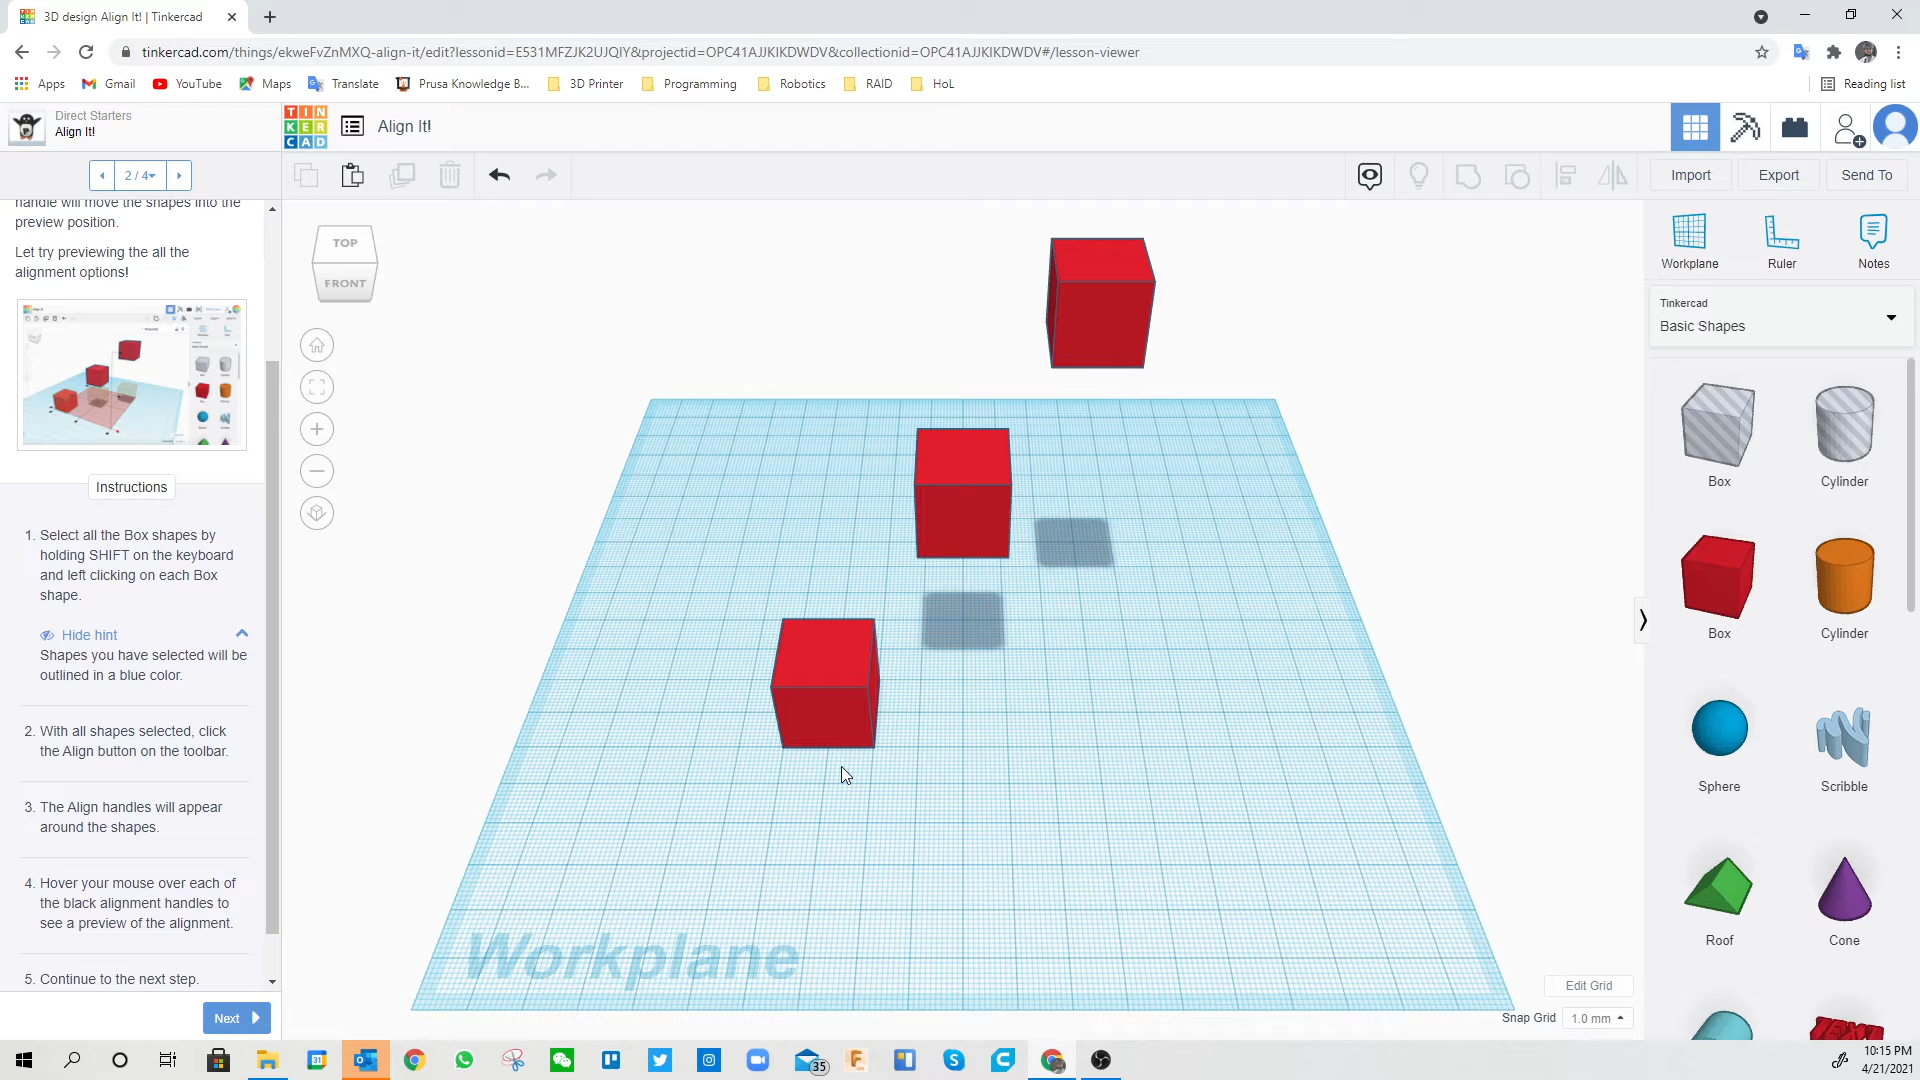 3D design Align It! | Tinkercad
tinkercad.com/things/ekweFvZnMXQ-align-it/edit?lessonid=E531MFZJK2UJQIY&projectid=OPC41AJJKIKDWDV&collectionid=OPC41AJJKIKDWDV#/lesson-viewer
Apps Gmail YouTube Maps Translate Prusa Knowledge B... 3D Printer Programming Robotics RAID HoL Reading list
Direct Starters
Align It!
TINKERCAD
Align It!
2 / 4
Import Export Send To
handle will move the shapes into the
preview position.
Let try previewing the all the
alignment options!
Instructions
1. Select all the Box shapes by
holding SHIFT on the keyboard
and left clicking on each Box
shape.
Hide hint
Shapes you have selected will be
outlined in a blue color.
2. With all shapes selected, click
the Align button on the toolbar.
3. The Align handles will appear
around the shapes.
4. Hover your mouse over each of
the black alignment handles to
see a preview of the alignment.
5. Continue to the next step.
Next
TOP
FRONT
Workplane
Edit Grid
Snap Grid 1.0 mm
Workplane Ruler Notes
Tinkercad
Basic Shapes
Box Cylinder
Box Cylinder
Sphere Scribble
Roof Cone
TEXT
31
35
10:15 PM
4/21/2021